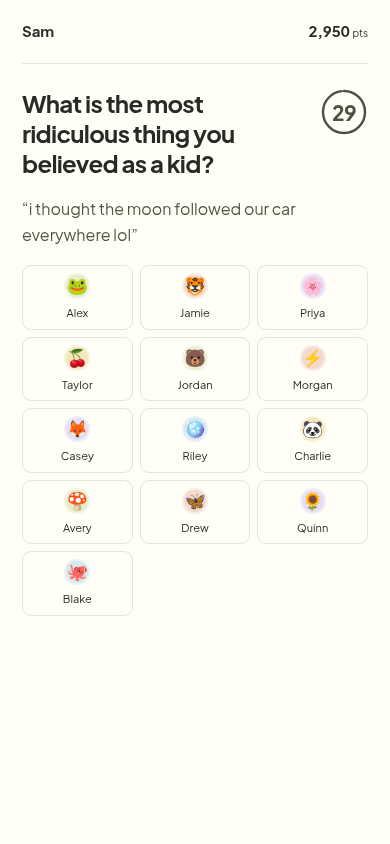 Sam
2,950 pts
What is the most
ridiculous thing you
believed as a kid?
29
“i thought the moon followed our car
everywhere lol”
Alex
Jamie
Priya
Taylor
Jordan
Morgan
Casey
Riley
Charlie
Avery
Drew
Quinn
Blake